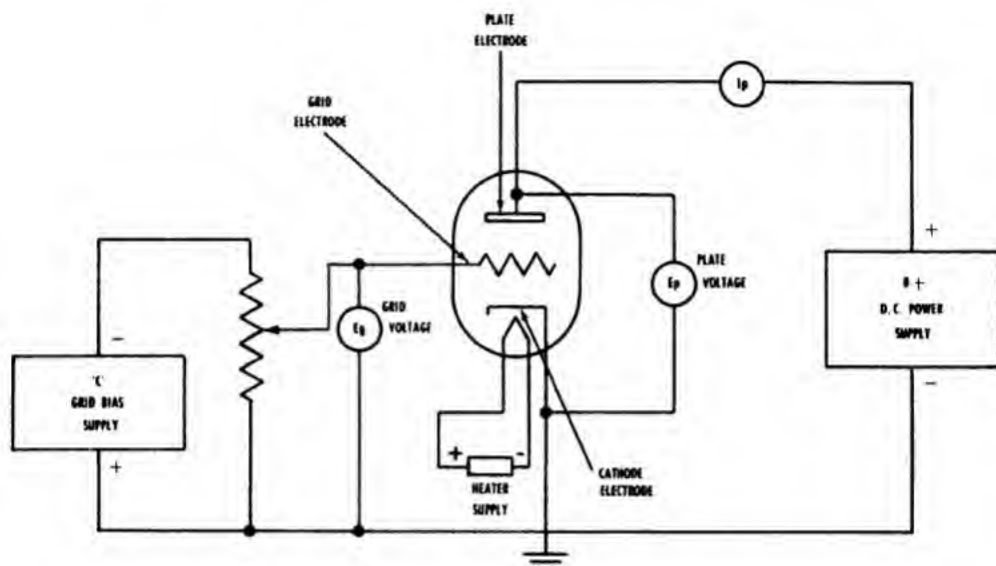 PLATE
ELECTRODE
Ip
GRID
ELECTRODE
+
PLATE
Ep VOLTAGE
B +
D.C. POWER
SUPPLY
GRID
Eg VOLTAGE
-
"C"
GRID BIAS
SUPPLY
+
-
+ -
HEATER
SUPPLY
CATHODE
ELECTRODE